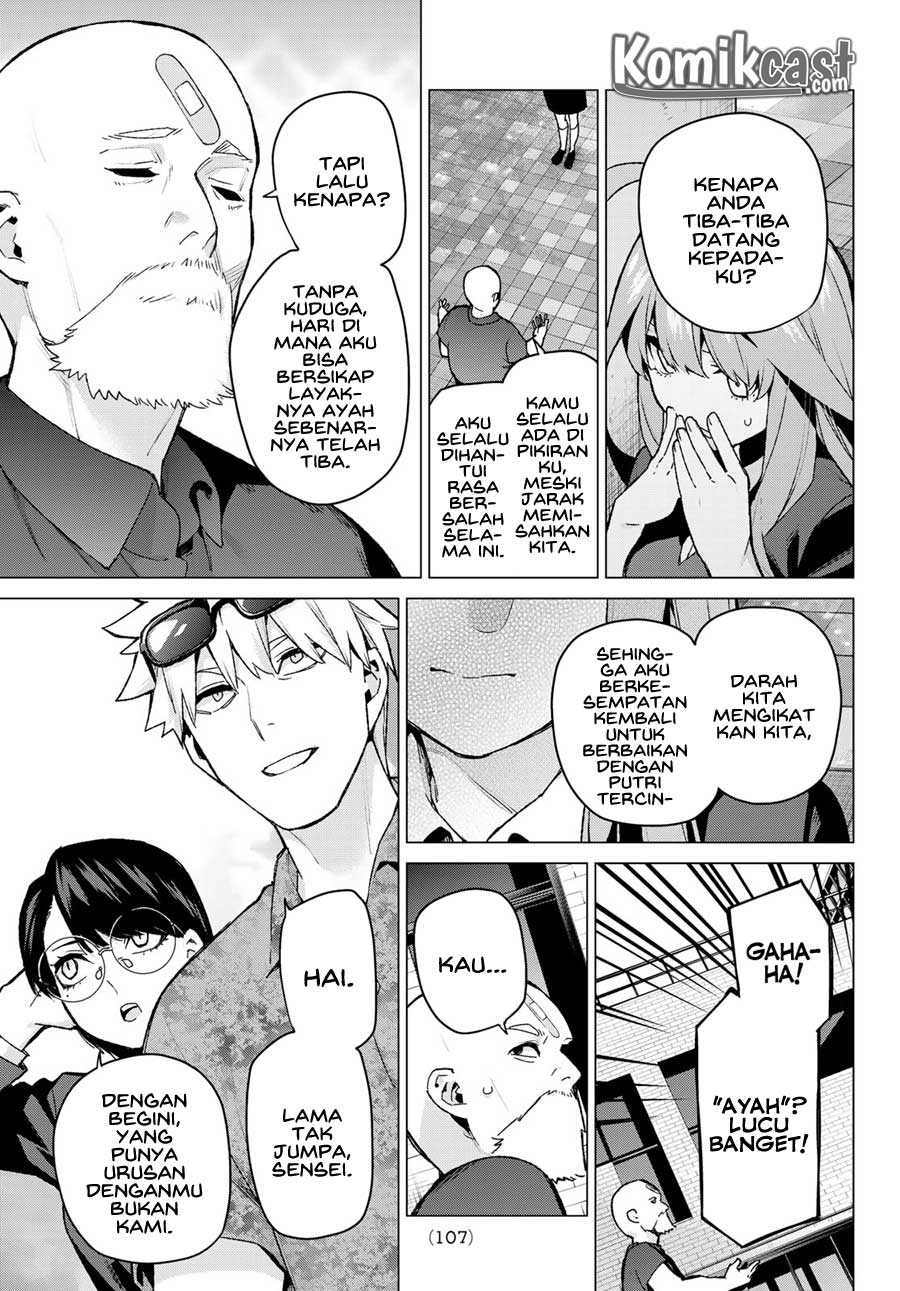 Komikcast
.com
KENAPA
ANDA
TIBA-TIBA
DATANG
KEPADA-
KU?
KAMU
SELALU
ADA DI
PIKIRAN
KU,
MESKI
JARAK
MEMI-
SAHKAN
KITA.
AKU
SELALU
DIHAN-
TUI
RASA
BER-
SALAH
SELA-
MA INI.
TAPI
LALU
KENAPA?
TANPA
KUDUGA,
HARI DI
MANA AKU
BISA
BERSIKAP
LAYAK-
NYA AYAH
SEBENAR-
NYA TELAH
TIBA.
DARAH
KITA
MENGIKAT
KAN KITA,
SEHING-
GA AKU
BERKE-
SEMPATAN
KEMBALI
UNTUK
BERBAIKAN
DENGAN
PUTRI
TERCIN-
GAHA-
HA!
"AYAH"?
LUCU
BANGET!
KAU...
HAI.
LAMA
TAK
JUMPA,
SENSEI.
DENGAN
BEGINI,
YANG
PUNYA
URUSAN
DENGANMU
BUKAN
KAMI.
(107)